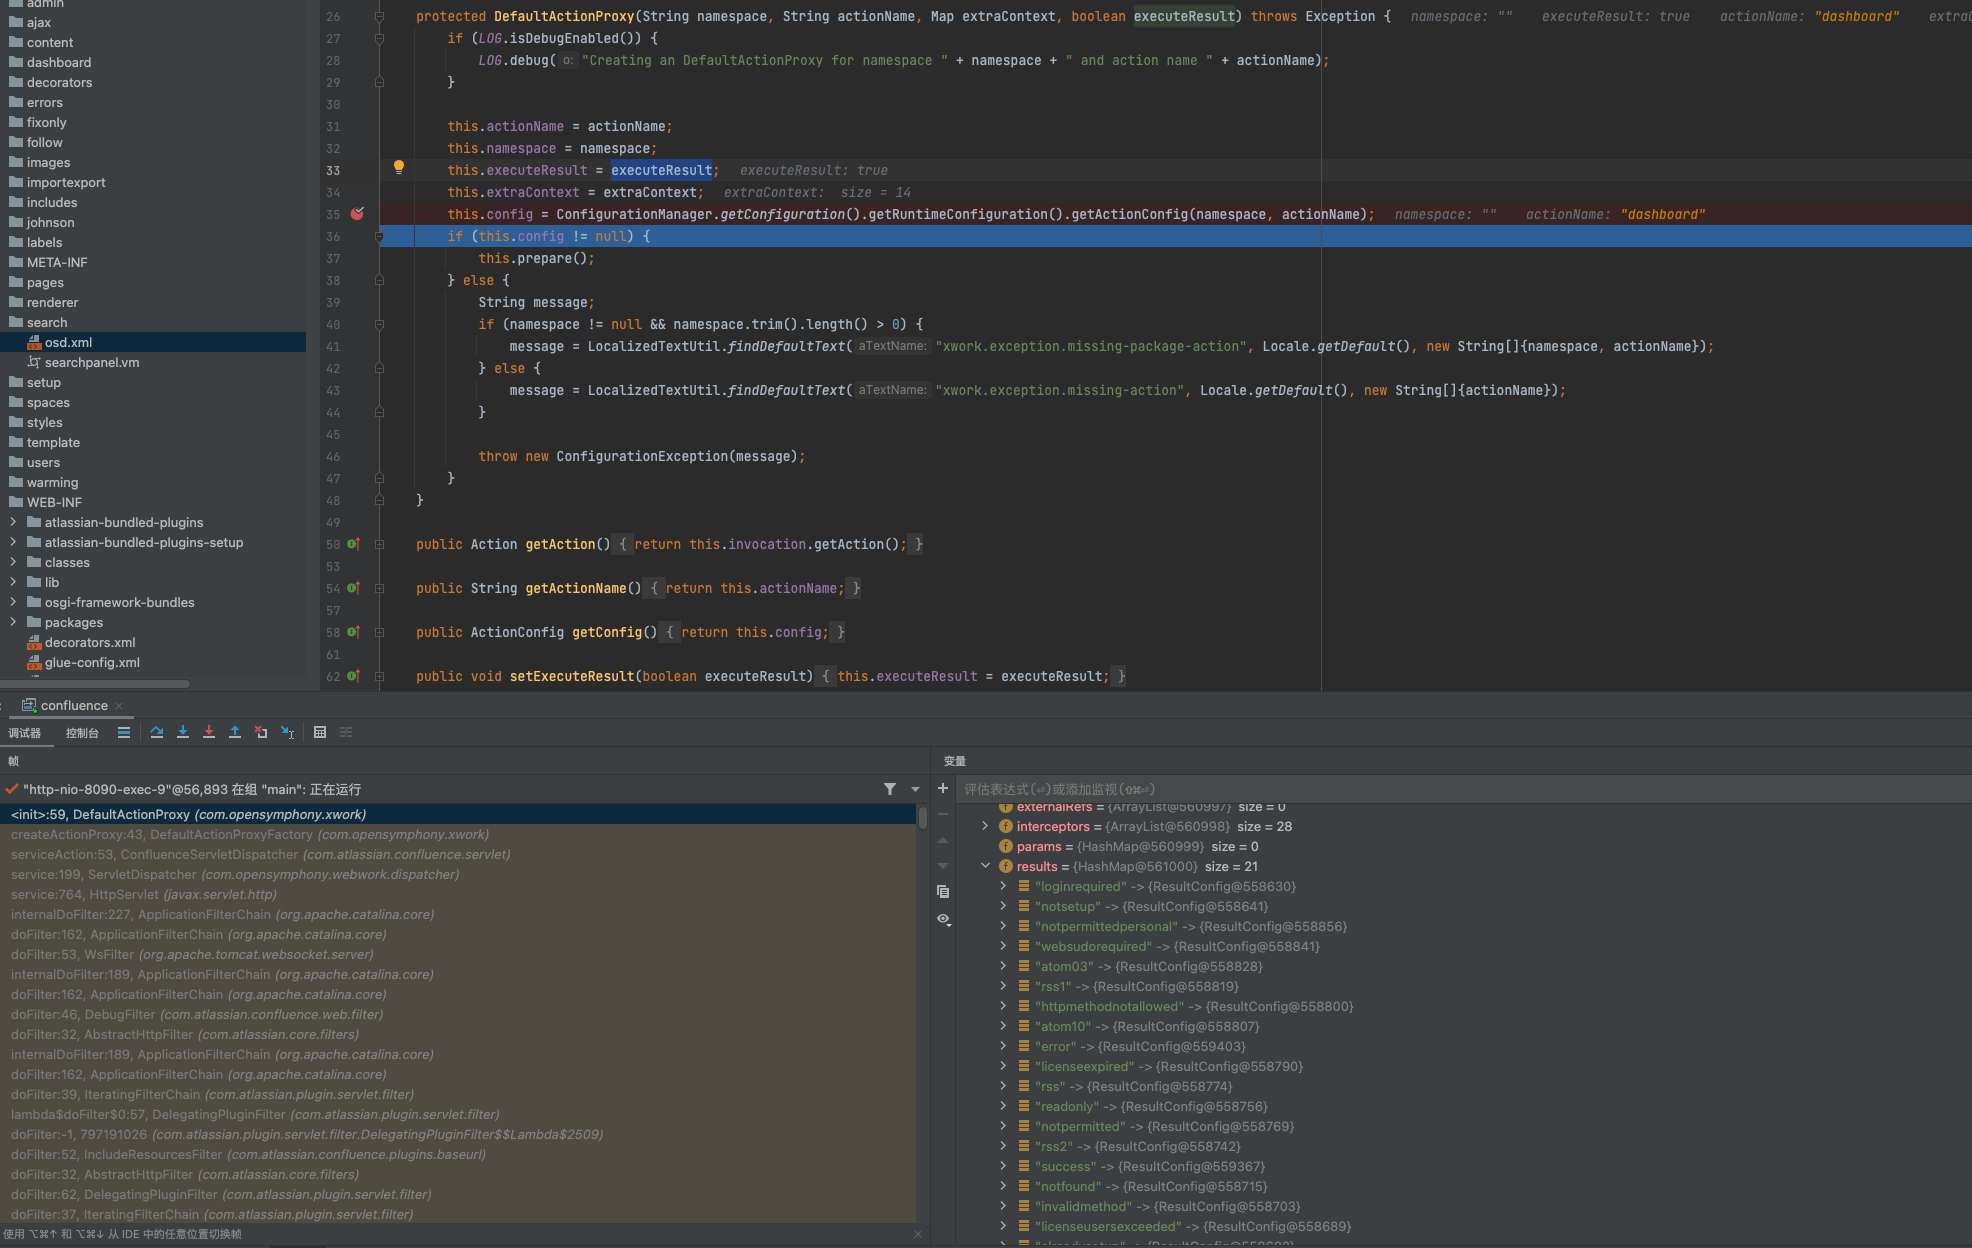 admin
ajax
content
dashboard
decorators
errors
fixonly
follow
images
importexport
includes
johnson
labels
META-INF
pages
renderer
search
osd.xml
searchpanel.vm
setup
spaces
styles
template
users
warming
WEB-INF
atlassian-bundled-plugins
atlassian-bundled-plugins-setup
classes
lib
osgi-framework-bundles
packages
decorators.xml
glue-config.xml
26 protected DefaultActionProxy(String namespace, String actionName, Map extraContext, boolean executeResult) throws Exception { namespace: "" executeResult: true actionName: "dashboard"
27 if (LOG.isDebugEnabled()) {
28 LOG.debug( o: "Creating an DefaultActionProxy for namespace " + namespace + " and action name " + actionName);
29 }
30
31 this.actionName = actionName;
32 this.namespace = namespace;
33 this.executeResult = executeResult; executeResult: true
34 this.extraContext = extraContext; extraContext: size = 14
35 this.config = ConfigurationManager.getConfiguration().getRuntimeConfiguration().getActionConfig(namespace, actionName); namespace: "" actionName: "dashboard"
36 if (this.config != null) {
37 this.prepare();
38 } else {
39 String message;
40 if (namespace != null && namespace.trim().length() > 0) {
41 message = LocalizedTextUtil.findDefaultText( aTextName: "xwork.exception.missing-package-action", Locale.getDefault(), new String[]{namespace, actionName});
42 } else {
43 message = LocalizedTextUtil.findDefaultText( aTextName: "xwork.exception.missing-action", Locale.getDefault(), new String[]{actionName});
44 }
45
46 throw new ConfigurationException(message);
47 }
48 }
49
50 public Action getAction() { return this.invocation.getAction(); }
53
54 public String getActionName() { return this.actionName; }
57
58 public ActionConfig getConfig() { return this.config; }
61
62 public void setExecuteResult(boolean executeResult) { this.executeResult = executeResult; }
confluence
调试器 控制台
帧
"http-nio-8090-exec-9"@56,893 在组 "main": 正在运行
<init>:59, DefaultActionProxy (com.opensymphony.xwork)
createActionProxy:43, DefaultActionProxyFactory (com.opensymphony.xwork)
serviceAction:53, ConfluenceServletDispatcher (com.atlassian.confluence.servlet)
service:199, ServletDispatcher (com.opensymphony.webwork.dispatcher)
service:764, HttpServlet (javax.servlet.http)
internalDoFilter:227, ApplicationFilterChain (org.apache.catalina.core)
doFilter:162, ApplicationFilterChain (org.apache.catalina.core)
doFilter:53, WsFilter (org.apache.tomcat.websocket.server)
internalDoFilter:189, ApplicationFilterChain (org.apache.catalina.core)
doFilter:162, ApplicationFilterChain (org.apache.catalina.core)
doFilter:46, DebugFilter (com.atlassian.confluence.web.filter)
doFilter:32, AbstractHttpFilter (com.atlassian.core.filters)
internalDoFilter:189, ApplicationFilterChain (org.apache.catalina.core)
doFilter:162, ApplicationFilterChain (org.apache.catalina.core)
doFilter:39, IteratingFilterChain (com.atlassian.plugin.servlet.filter)
lambda$doFilter$0:57, DelegatingPluginFilter (com.atlassian.plugin.servlet.filter)
doFilter:-1, 797191026 (com.atlassian.plugin.servlet.filter.DelegatingPluginFilter$$Lambda$2509)
doFilter:52, IncludeResourcesFilter (com.atlassian.confluence.plugins.baseurl)
doFilter:32, AbstractHttpFilter (com.atlassian.core.filters)
doFilter:62, DelegatingPluginFilter (com.atlassian.plugin.servlet.filter)
doFilter:37, IteratingFilterChain (com.atlassian.plugin.servlet.filter)
使用 ⌥⌘↑ 和 ⌥⌘↓ 从 IDE 中的任意位置切换帧
变量
评估表达式(⏎)或添加监视(⇧⌘⏎)
externalRefs = {ArrayList@560997} size = 0
interceptors = {ArrayList@560998} size = 28
params = {HashMap@560999} size = 0
results = {HashMap@561000} size = 21
"loginrequired" -> {ResultConfig@558630}
"notsetup" -> {ResultConfig@558641}
"notpermittedpersonal" -> {ResultConfig@558856}
"websudorequired" -> {ResultConfig@558841}
"atom03" -> {ResultConfig@558828}
"rss1" -> {ResultConfig@558819}
"httpmethodnotallowed" -> {ResultConfig@558800}
"atom10" -> {ResultConfig@558807}
"error" -> {ResultConfig@559403}
"licenseexpired" -> {ResultConfig@558790}
"rss" -> {ResultConfig@558774}
"readonly" -> {ResultConfig@558756}
"notpermitted" -> {ResultConfig@558769}
"rss2" -> {ResultConfig@558742}
"success" -> {ResultConfig@559367}
"notfound" -> {ResultConfig@558715}
"invalidmethod" -> {ResultConfig@558703}
"licenseusersexceeded" -> {ResultConfig@558689}